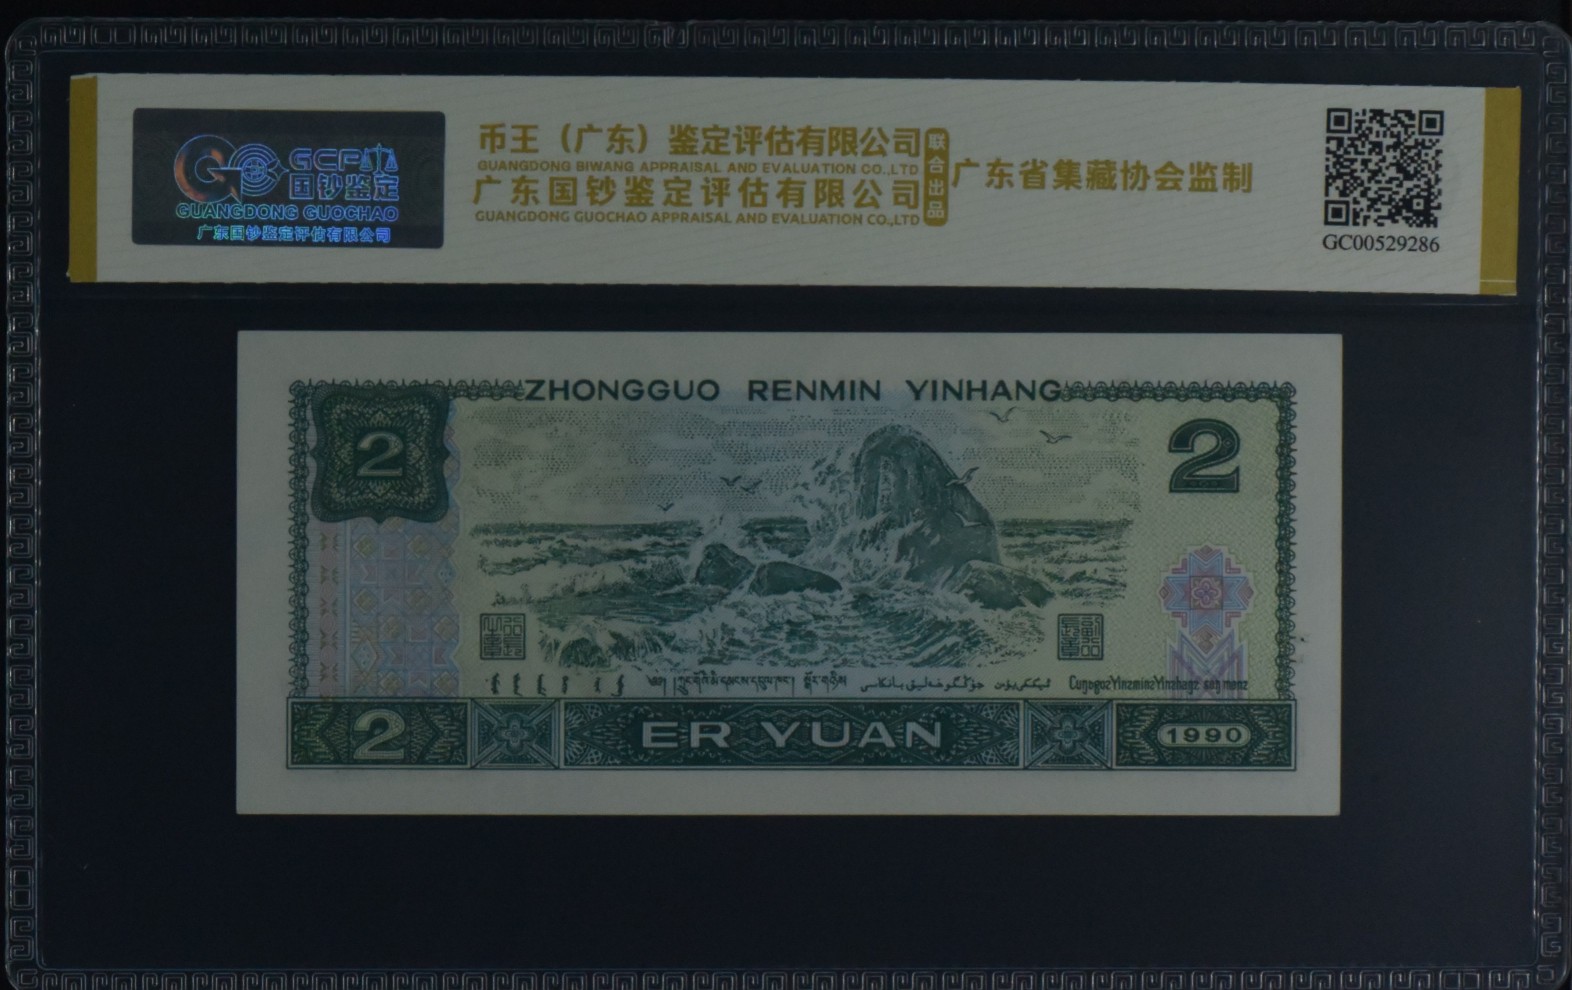 GCFA
国钞鉴定
GUANGDONG GUOCHAO
广东国钞鉴定评估有限公司
币王（广东）鉴定评估有限公司
GUANGDONG BIWANG APPRAISAL AND EVALUATION CO.,LTD
广东国钞鉴定评估有限公司
GUANGDONG GUOCHAO APPRAISAL AND EVALUATION CO.,LTD
联合出品
广东省集藏协会监制
GC00529286
ZHONGGUO RENMIN YINHANG
2
2
CuŋƨguƨYinƨminƨYinƨhaŋƨ
2
ER YUAN
1990